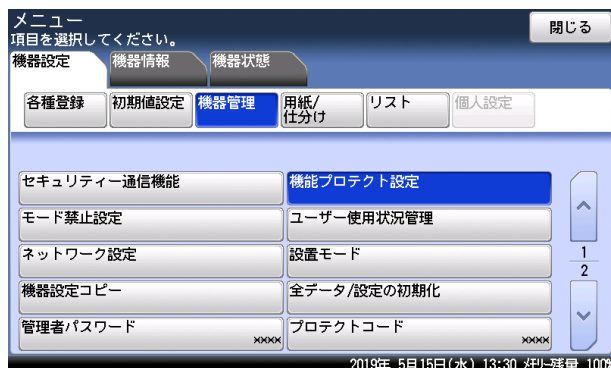 メニュー
項目を選択してください。
閉じる
機器設定 機器情報 機器状態
各種登録 初期値設定 機器管理 用紙/ リスト 個人設定
仕分け
セキュリティー通信機能 機能プロテクト設定
モード禁止設定 ユーザー使用状況管理
ネットワーク設定 設置モード
機器設定コピー 全データ/設定の初期化
管理者パワード ×××× プロテクトコード ××××
1
2
2019年 5月15日(水) 13:30 メモリー残量 100%